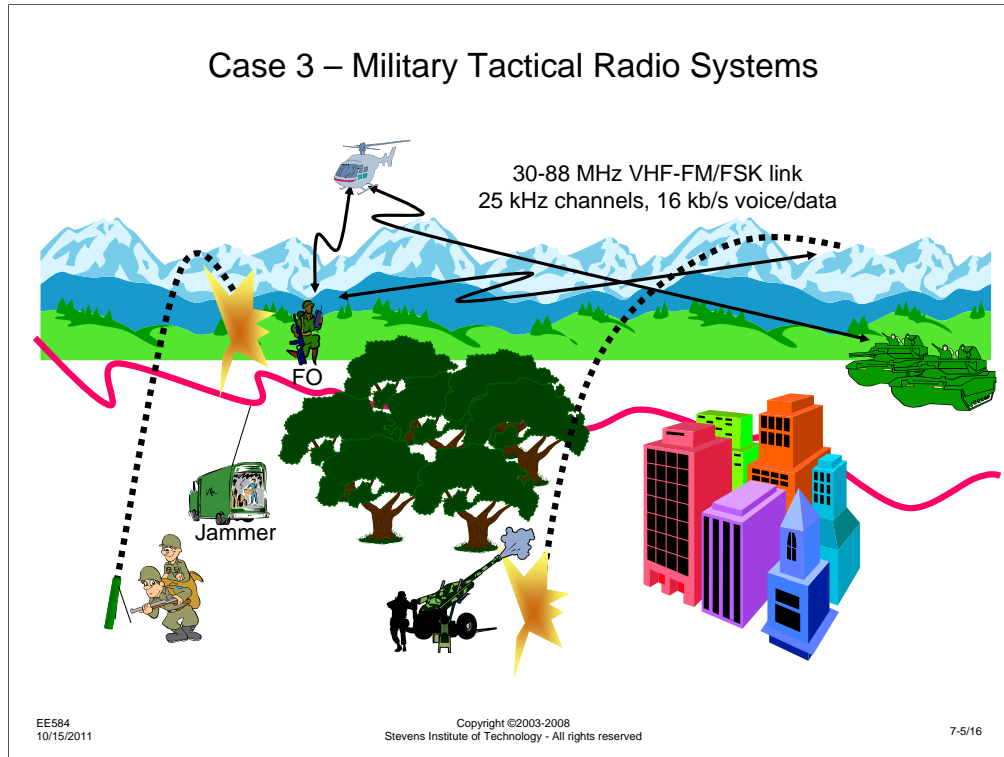 Case 3 – Military Tactical Radio Systems
30-88 MHz VHF-FM/FSK link
25 kHz channels, 16 kb/s voice/data
FO
Jammer
EE584
10/15/2011
Copyright ©2003-2008
Stevens Institute of Technology - All rights reserved
7-5/16